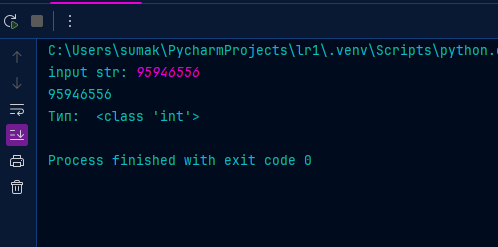 C:\Users\sumak\PycharmProjects\lr1\.venv\Scripts\python.
input str: 95946556
95946556
Тип:  <class 'int'>
Process finished with exit code 0